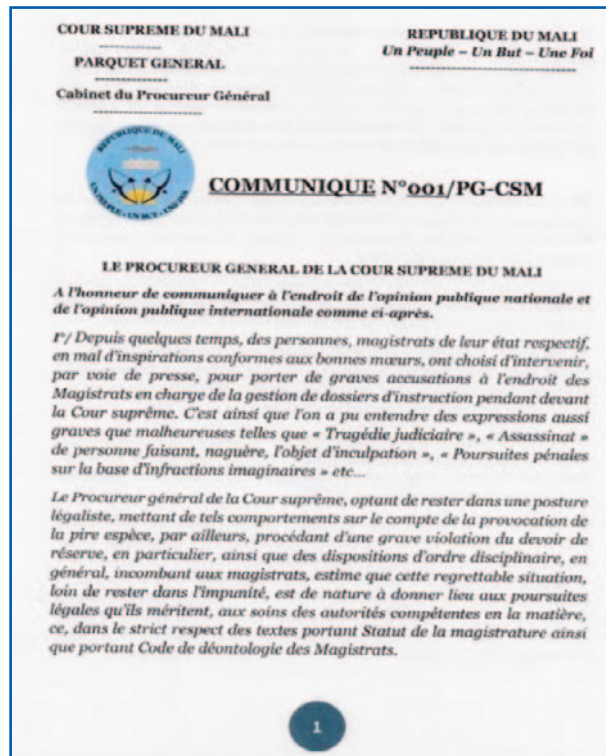 COUR SUPREME DU MALI
------------
PARQUET GENERAL
--------------
Cabinet du Procureur Général
---------------------
REPUBLIQUE DU MALI
Un Peuple – Un But – Une Foi
-----------------------------------
REPUBLIQUE DU MALI
UN PEUPLE - UN BUT - UNE FOI
COMMUNIQUE N°001/PG-CSM
LE PROCUREUR GENERAL DE LA COUR SUPREME DU MALI
A l'honneur de communiquer à l'endroit de l'opinion publique nationale et
de l'opinion publique internationale comme ci-après.
1°/ Depuis quelques temps, des personnes, magistrats de leur état respectif,
en mal d'inspirations conformes aux bonnes mœurs, ont choisi d'intervenir,
par voie de presse, pour porter de graves accusations à l'endroit des
Magistrats en charge de la gestion de dossiers d'instruction pendant devant
la Cour suprême. C'est ainsi que l'on a pu entendre des expressions aussi
graves que malheureuses telles que « Tragédie judiciaire », « Assassinat »
de personne faisant, naguère, l'objet d'inculpation », « Poursuites pénales
sur la base d'infractions imaginaires » etc...
Le Procureur général de la Cour suprême, optant de rester dans une posture
légaliste, mettant de tels comportements sur le compte de la provocation de
la pire espèce, par ailleurs, procédant d'une grave violation du devoir de
réserve, en particulier, ainsi que des dispositions d'ordre disciplinaire, en
général, incombant aux magistrats, estime que cette regrettable situation,
loin de rester dans l'impunité, est de nature à donner lieu aux poursuites
légales qu'ils méritent, aux soins des autorités compétentes en la matière,
ce, dans le strict respect des textes portant Statut de la magistrature ainsi
que portant Code de déontologie des Magistrats.
1